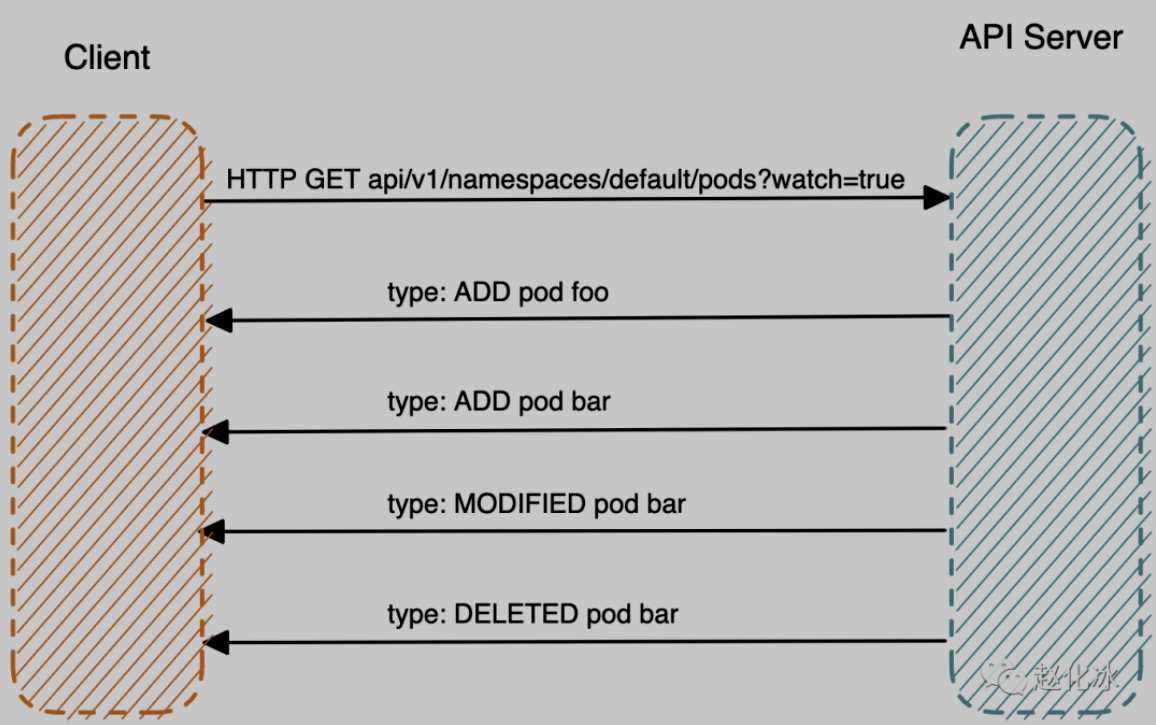 Client
API Server
HTTP GET api/v1/namespaces/default/pods?watch=true
type: ADD pod foo
type: ADD pod bar
type: MODIFIED pod bar
type: DELETED pod bar
赵化冰